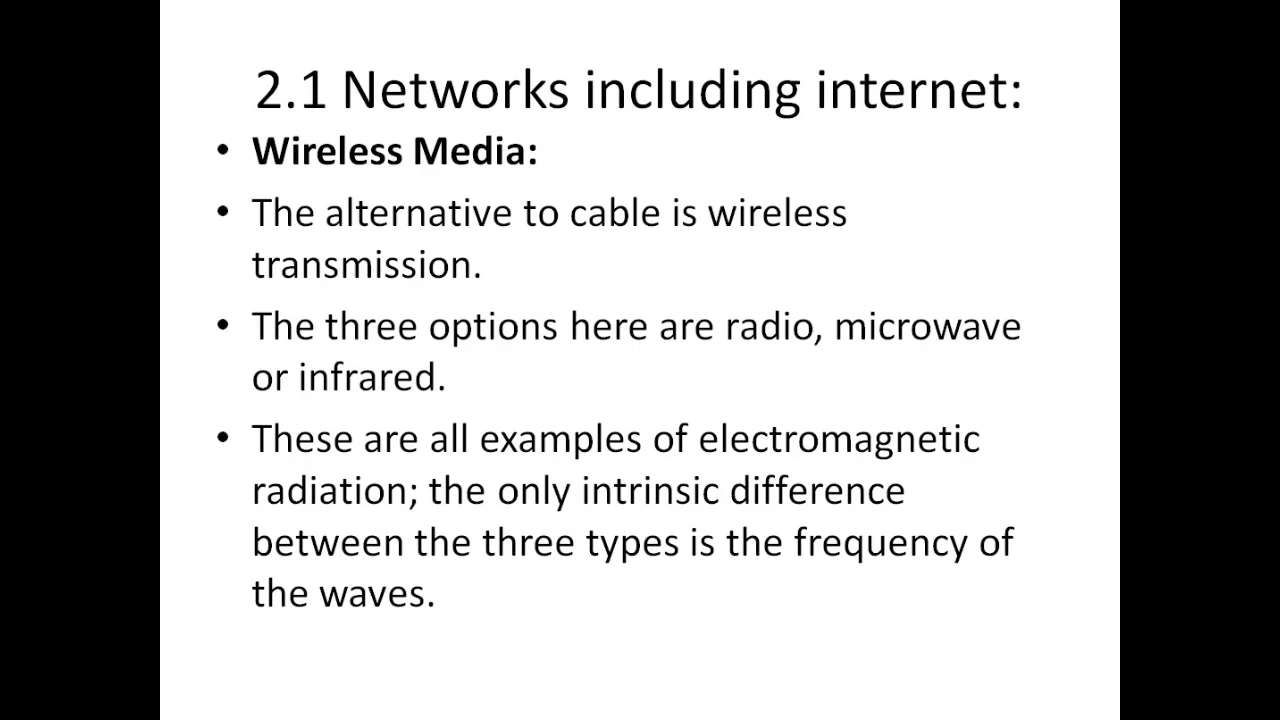 2.1 Networks including internet:
• Wireless Media:
• The alternative to cable is wireless
transmission.
• The three options here are radio, microwave
or infrared.
• These are all examples of electromagnetic
radiation; the only intrinsic difference
between the three types is the frequency of
the waves.